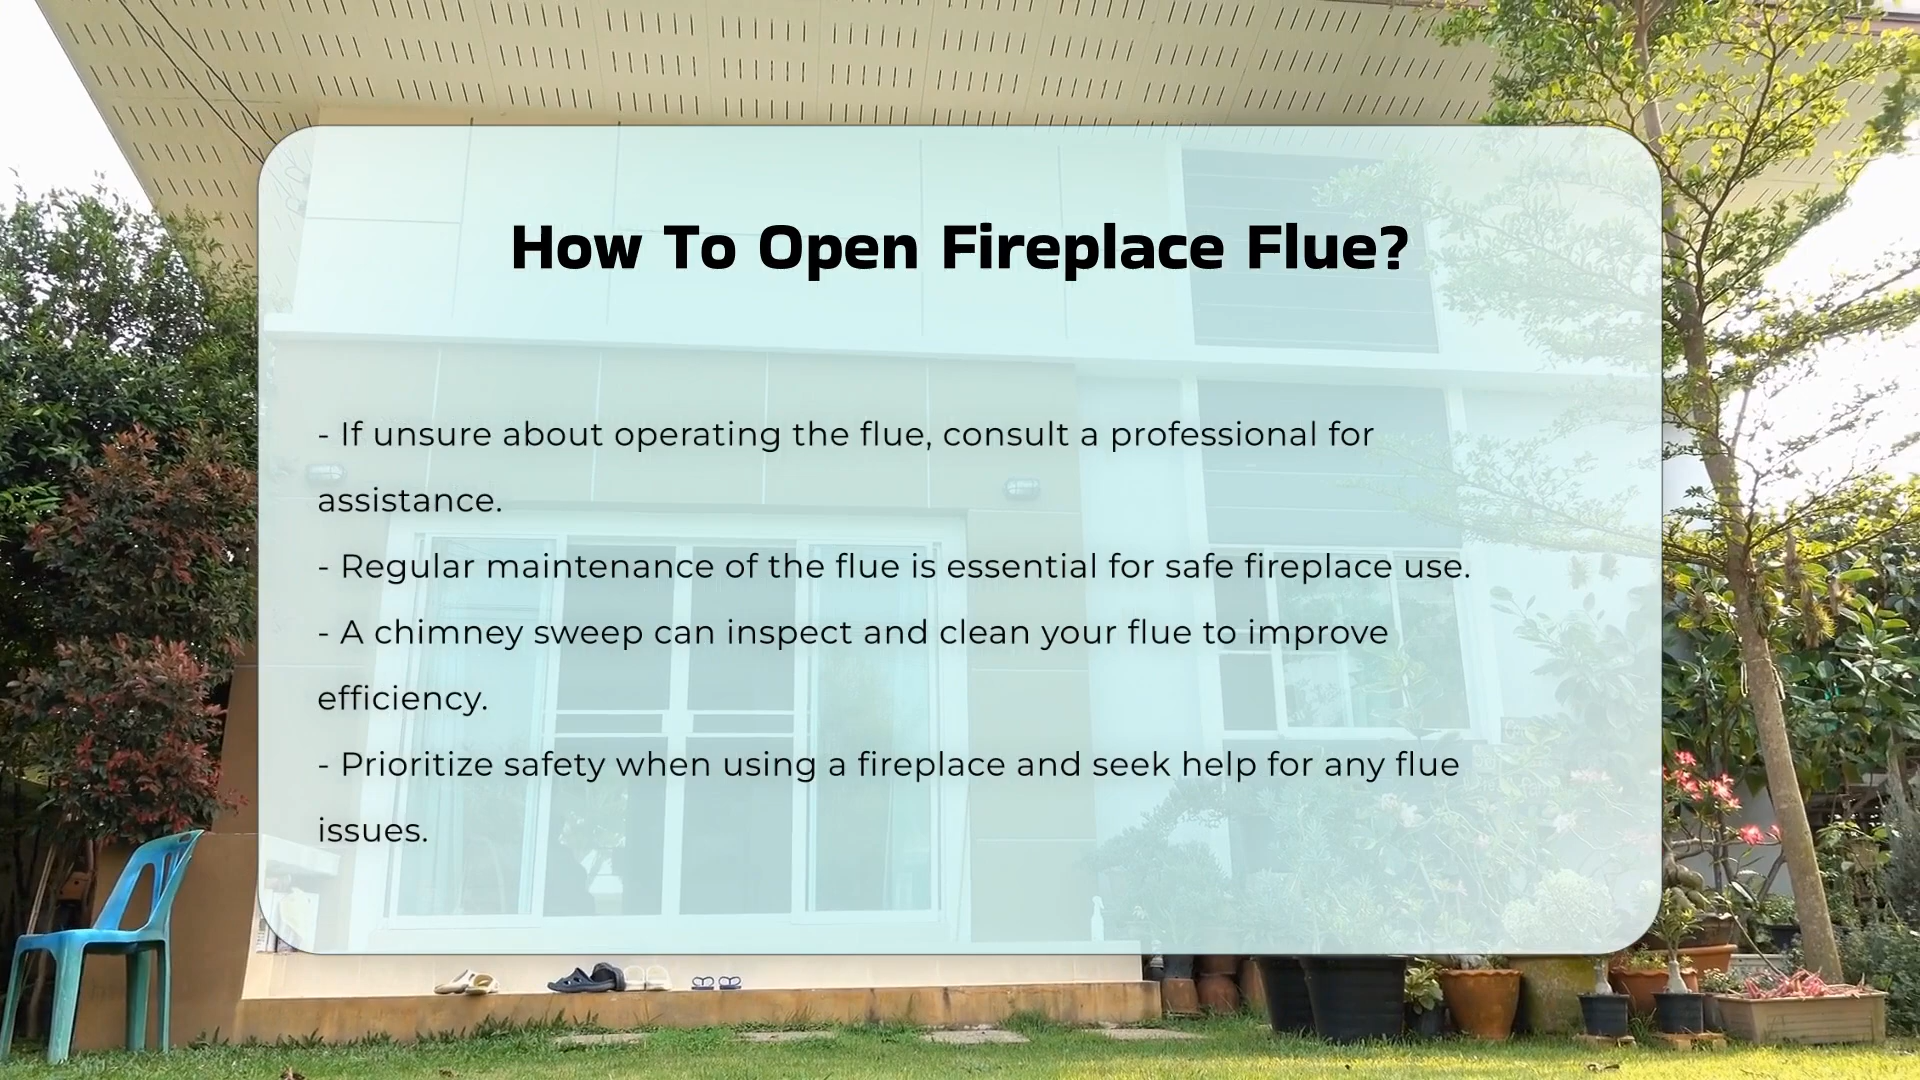 How To Open Fireplace Flue?
- If unsure about operating the flue, consult a professional for
assistance.
- Regular maintenance of the flue is essential for safe fireplace use.
- A chimney sweep can inspect and clean your flue to improve
efficiency.
- Prioritize safety when using a fireplace and seek help for any flue
issues.